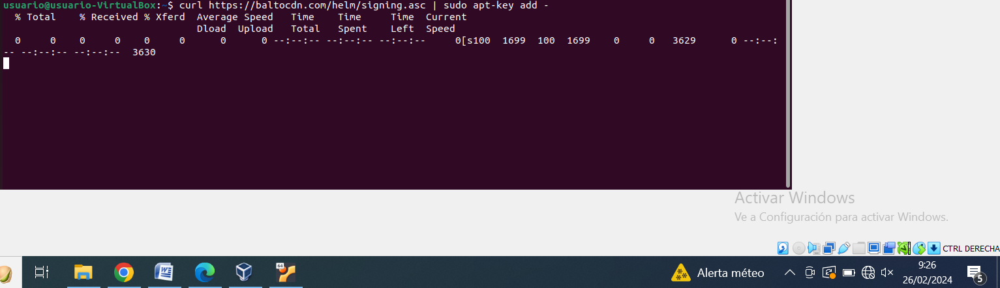 usuario@usuario-VirtualBox:~$ curl https://baltocdn.com/helm/signing.asc | sudo apt-key add -
  % Total    % Received % Xferd  Average Speed   Time    Time     Time  Current
                                 Dload  Upload   Total   Spent    Left  Speed
  0     0    0     0    0     0      0      0 --:--:-- --:--:-- --:--:--     0[s100  1699  100  1699    0     0   3629      0 --:--:
-- --:--:-- --:--:--  3630
Activar Windows
Ve a Configuración para activar Windows.
CTRL DERECHA
64
Alerta méteo
9:26
26/02/2024
5